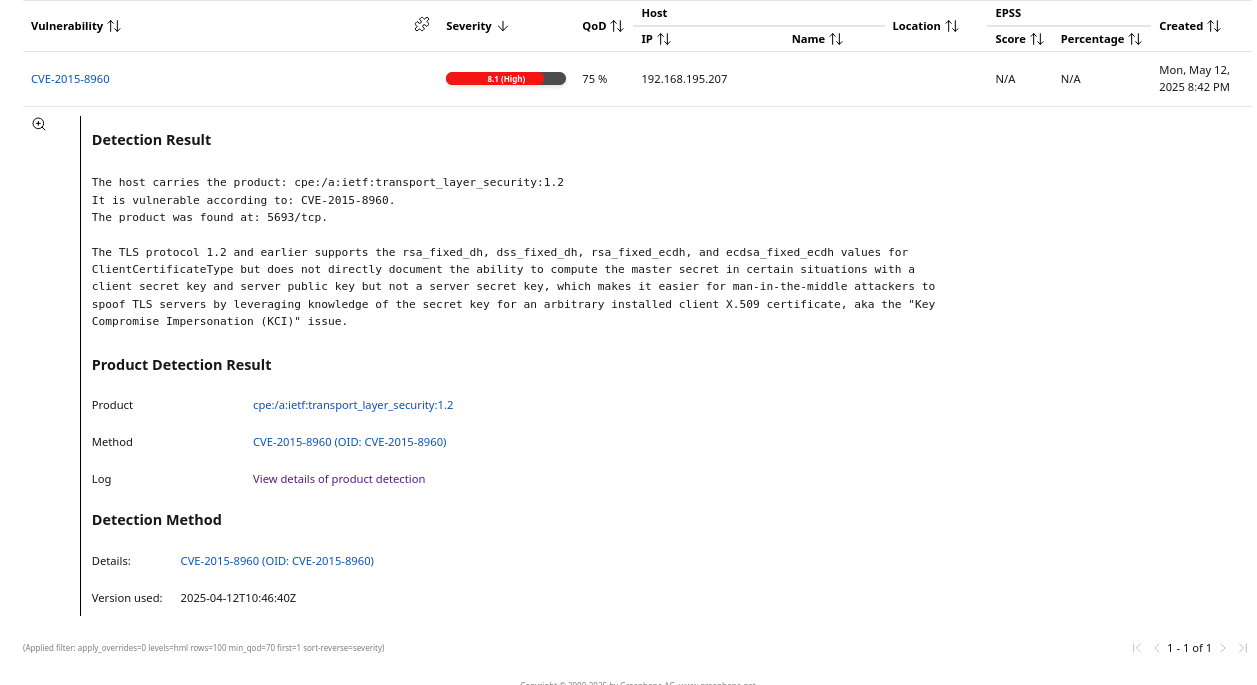 Vulnerability Severity QoD Host Location EPSS Created
IP Name Score Percentage
CVE-2015-8960 8.1 (High) 75 % 192.168.195.207 N/A N/A Mon, May 12,
2025 8:42 PM
Detection Result
The host carries the product: cpe:/a:ietf:transport_layer_security:1.2
It is vulnerable according to: CVE-2015-8960.
The product was found at: 5693/tcp.
The TLS protocol 1.2 and earlier supports the rsa_fixed_dh, dss_fixed_dh, rsa_fixed_ecdh, and ecdsa_fixed_ecdh values for
ClientCertificateType but does not directly document the ability to compute the master secret in certain situations with a
client secret key and server public key but not a server secret key, which makes it easier for man-in-the-middle attackers to
spoof TLS servers by leveraging knowledge of the secret key for an arbitrary installed client X.509 certificate, aka the "Key
Compromise Impersonation (KCI)" issue.
Product Detection Result
Product cpe:/a:ietf:transport_layer_security:1.2
Method CVE-2015-8960 (OID: CVE-2015-8960)
Log View details of product detection
Detection Method
Details: CVE-2015-8960 (OID: CVE-2015-8960)
Version used: 2025-04-12T10:46:40Z
(Applied filter: apply_overrides=0 levels=hml rows=100 min_qod=70 first=1 sort-reverse=severity) 1 - 1 of 1